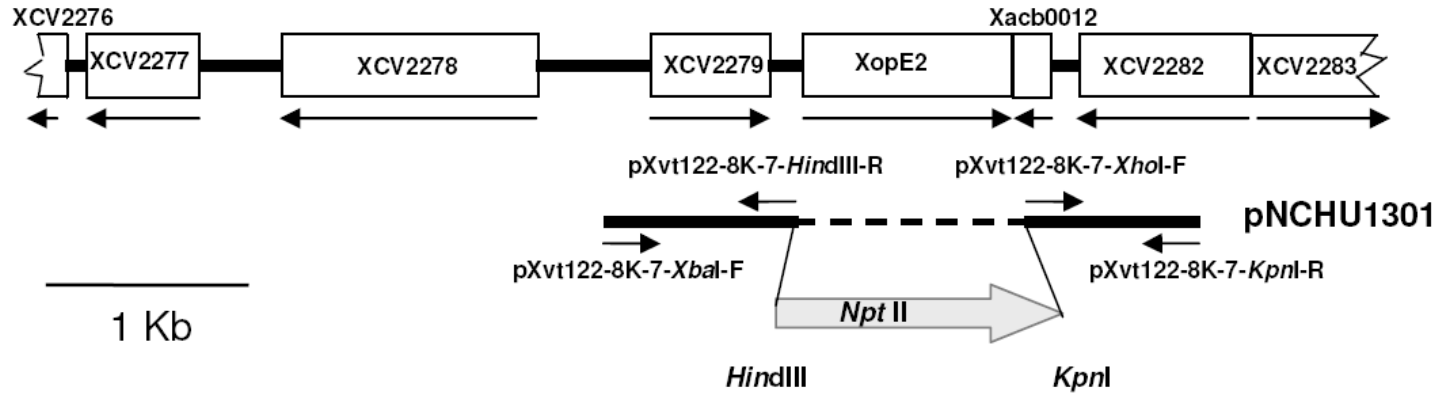 XCV2276 Xacb0012
XCV2277 XCV2278 XCV2279 XopE2 XCV2282 XCV2283
pXvt122-8K-7-HindIII-R pXvt122-8K-7-XhoI-F
pNCHU1301
pXvt122-8K-7-XbaI-F pXvt122-8K-7-KpnI-R
1 Kb
Npt II
HindIII KpnI